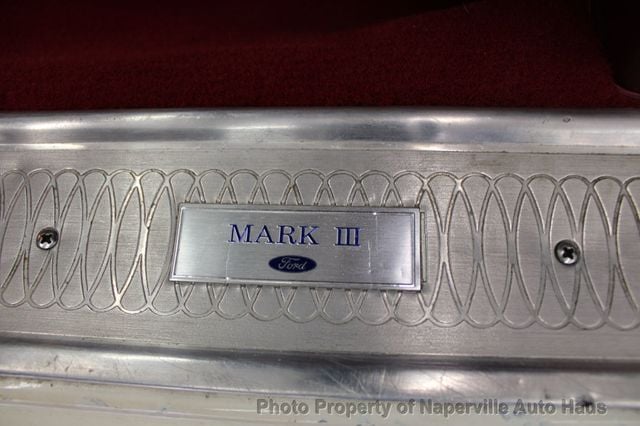 MARK III
Ford
Photo Property of Naperville Auto Haus